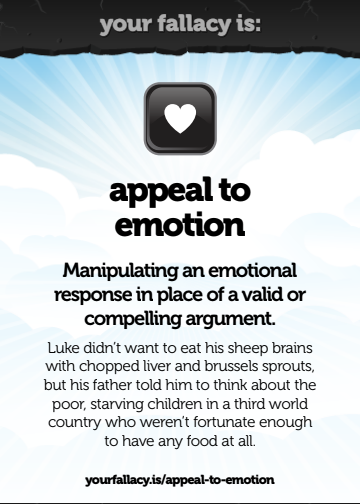 your fallacy is:
appeal to
emotion
Manipulating an emotional
response in place of a valid or
compelling argument.
Luke didn't want to eat his sheep brains
with chopped liver and brussels sprouts,
but his father told him to think about the
poor, starving children in a third world
country who weren't fortunate enough
to have any food at all.
yourfallacy.is/appeal-to-emotion